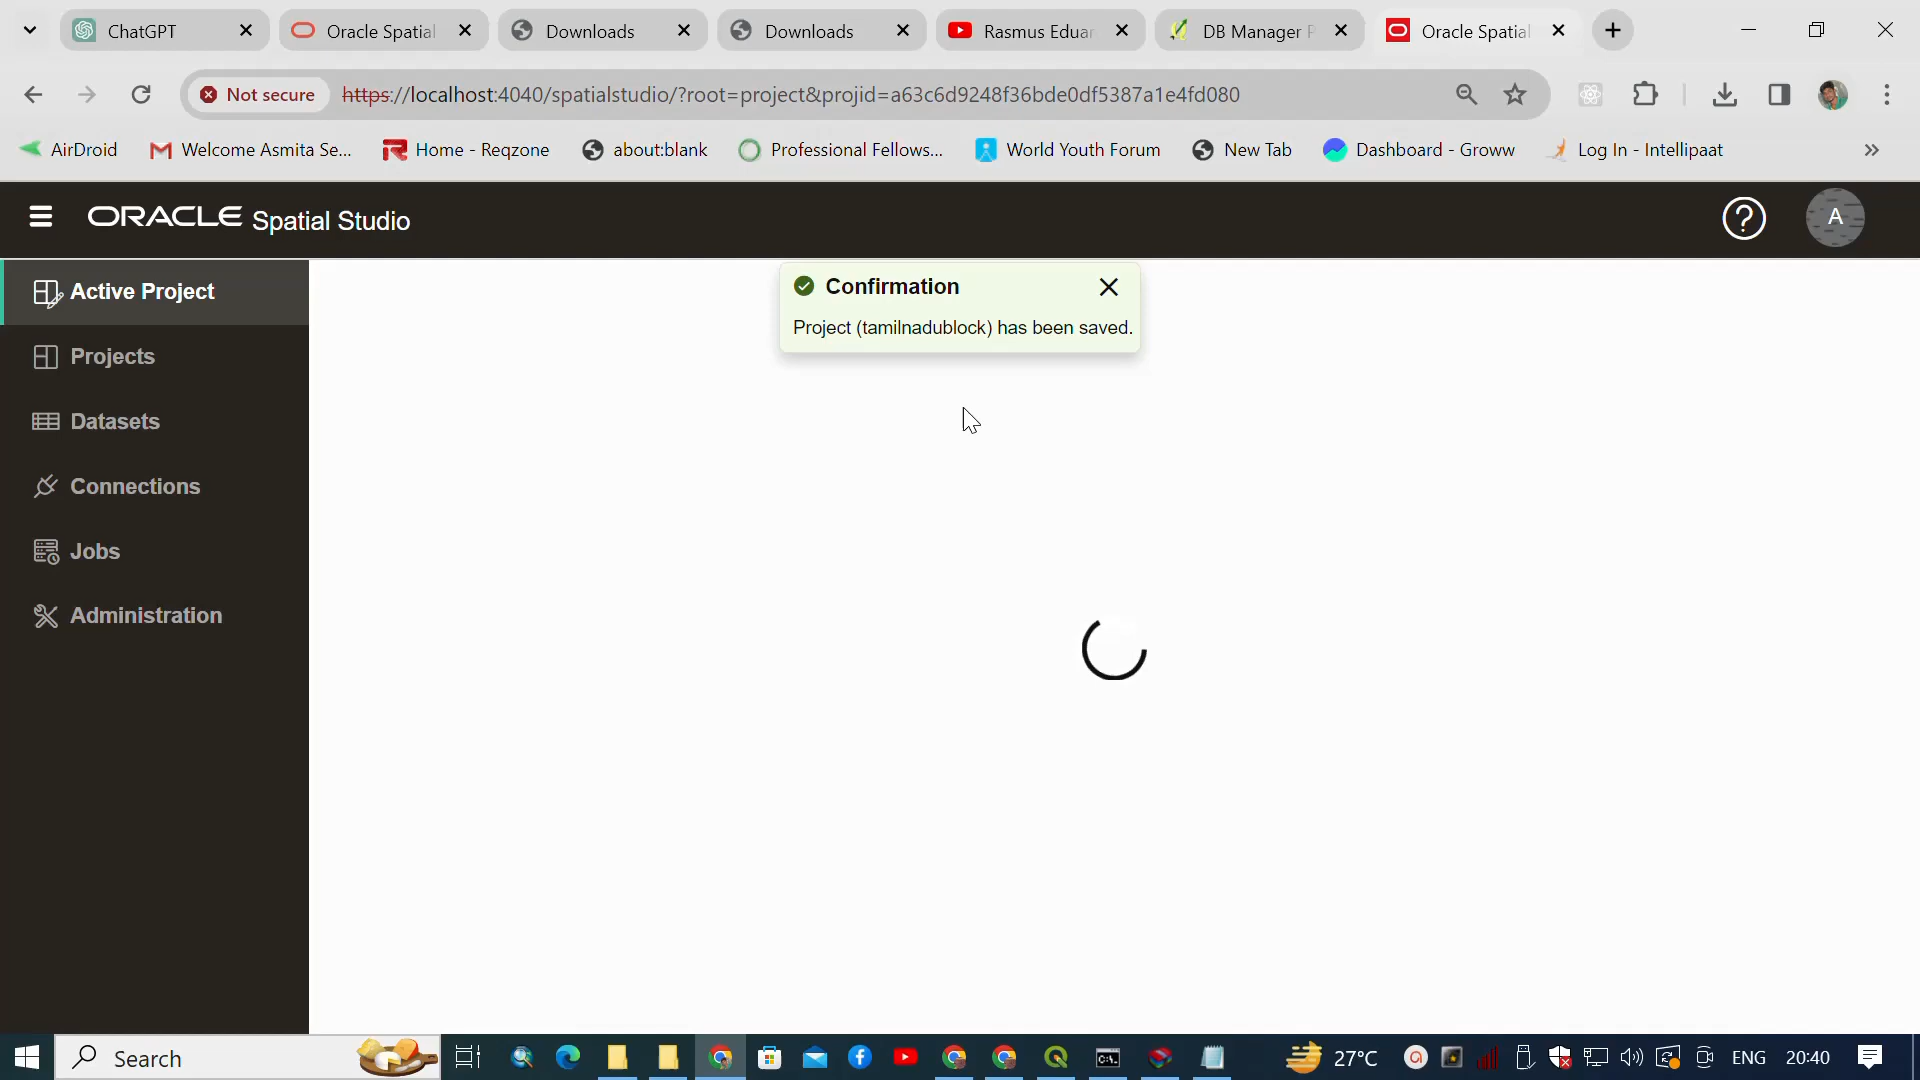 ChatGPT
Oracle Spatial
Downloads
Downloads
Rasmus Eduar
DB Manager P
Oracle Spatial
Not secure
https://localhost:4040/spatialstudio/?root=project&projid=a63c6d9248f36bde0df5387a1e4fd080
AirDroid
Welcome Asmita Se...
Home - Reqzone
about:blank
Professional Fellows...
World Youth Forum
New Tab
Dashboard - Groww
Log In - Intellipaat
ORACLE Spatial Studio
A
Active Project
Projects
Datasets
Connections
Jobs
Administration
Confirmation
Project (tamilnadublock) has been saved.
Search
27°C
ENG
20:40